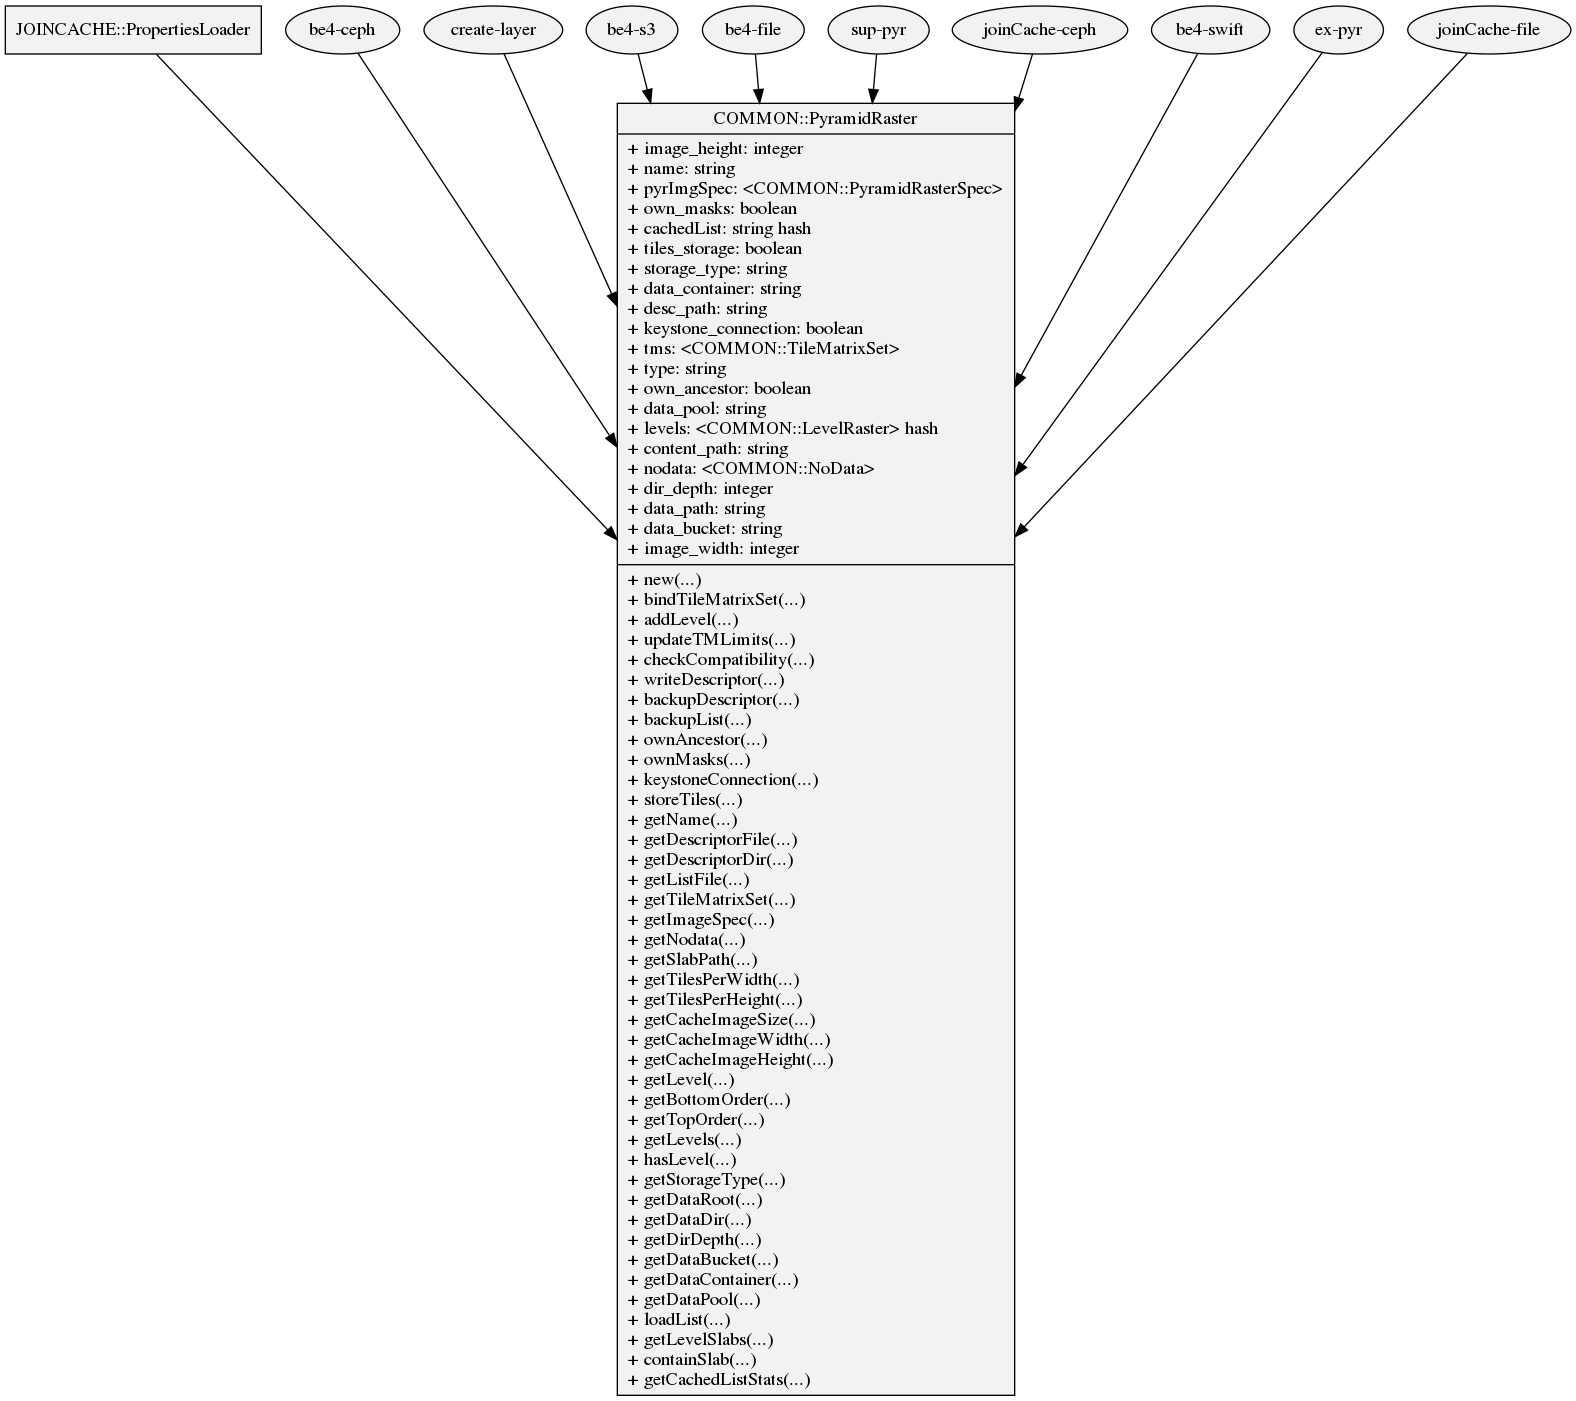 JOINCACHE::PropertiesLoader
be4-ceph
create-layer
be4-s3
be4-file
sup-pyr
joinCache-ceph
be4-swift
ex-pyr
joinCache-file
COMMON::PyramidRaster
+ image_height: integer
+ name: string
+ pyrImgSpec: <COMMON::PyramidRasterSpec>
+ own_masks: boolean
+ cachedList: string hash
+ tiles_storage: boolean
+ storage_type: string
+ data_container: string
+ desc_path: string
+ keystone_connection: boolean
+ tms: <COMMON::TileMatrixSet>
+ type: string
+ own_ancestor: boolean
+ data_pool: string
+ levels: <COMMON::LevelRaster> hash
+ content_path: string
+ nodata: <COMMON::NoData>
+ dir_depth: integer
+ data_path: string
+ data_bucket: string
+ image_width: integer
+ new(...)
+ bindTileMatrixSet(...)
+ addLevel(...)
+ updateTMLimits(...)
+ checkCompatibility(...)
+ writeDescriptor(...)
+ backupDescriptor(...)
+ backupList(...)
+ ownAncestor(...)
+ ownMasks(...)
+ keystoneConnection(...)
+ storeTiles(...)
+ getName(...)
+ getDescriptorFile(...)
+ getDescriptorDir(...)
+ getListFile(...)
+ getTileMatrixSet(...)
+ getImageSpec(...)
+ getNodata(...)
+ getSlabPath(...)
+ getTilesPerWidth(...)
+ getTilesPerHeight(...)
+ getCacheImageSize(...)
+ getCacheImageWidth(...)
+ getCacheImageHeight(...)
+ getLevel(...)
+ getBottomOrder(...)
+ getTopOrder(...)
+ getLevels(...)
+ hasLevel(...)
+ getStorageType(...)
+ getDataRoot(...)
+ getDataDir(...)
+ getDirDepth(...)
+ getDataBucket(...)
+ getDataContainer(...)
+ getDataPool(...)
+ loadList(...)
+ getLevelSlabs(...)
+ containSlab(...)
+ getCachedListStats(...)